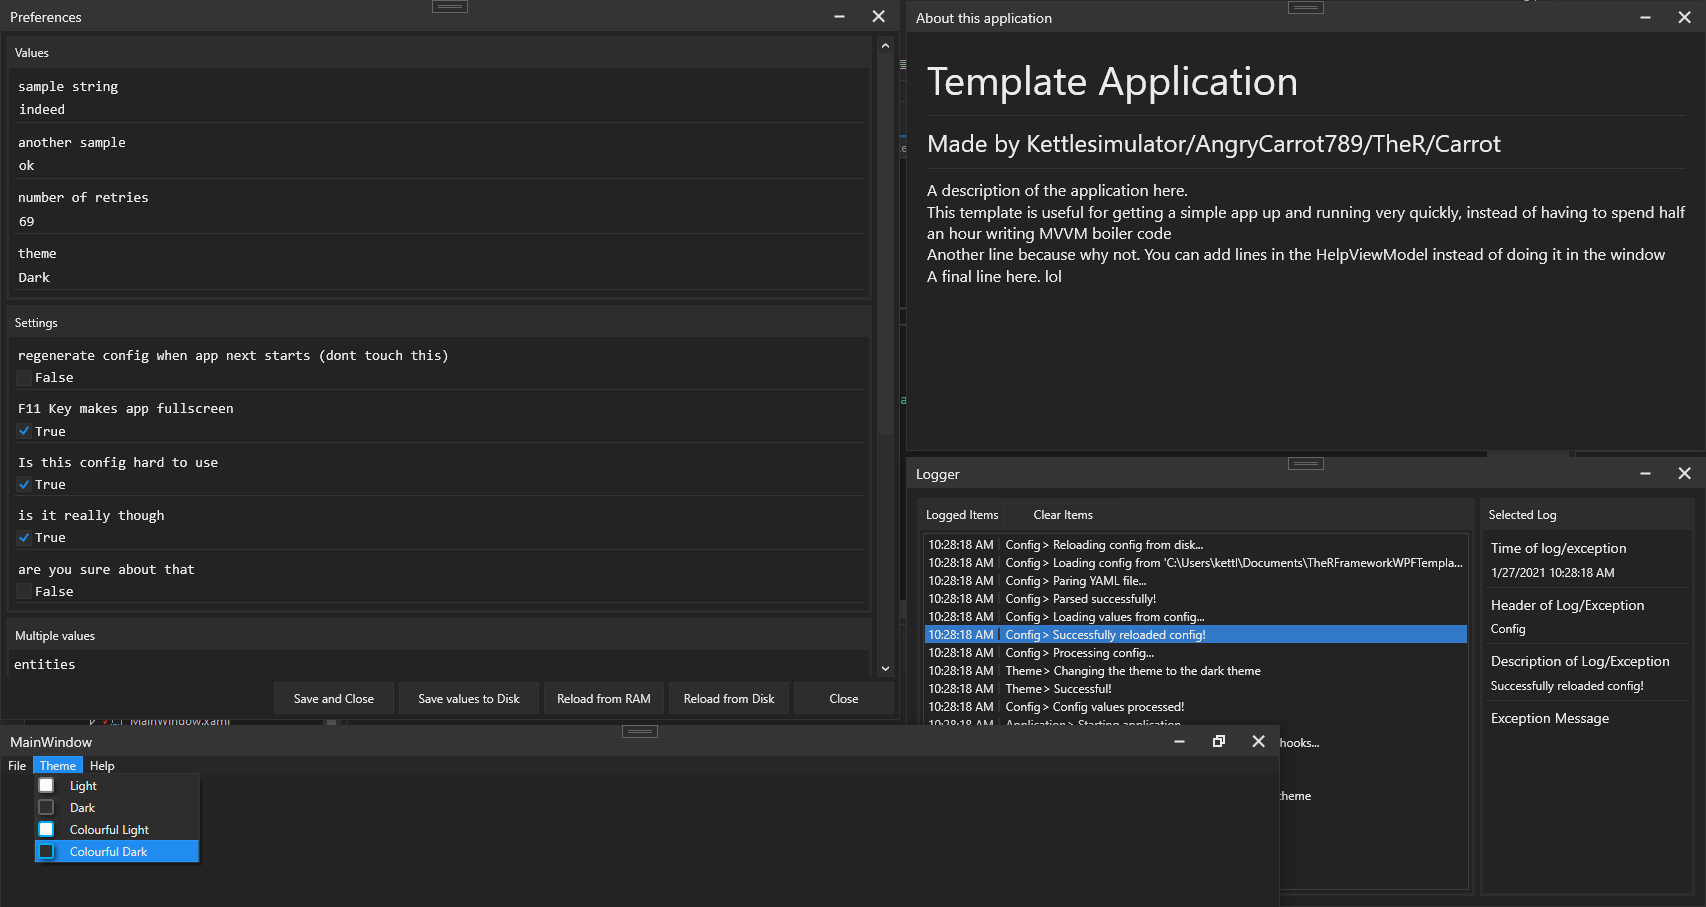 Preferences
Values
sample string
indeed
another sample
ok
number of retries
69
theme
Dark
Settings
regenerate config when app next starts (dont touch this)
False
F11 Key makes app fullscreen
True
Is this config hard to use
True
is it really though
True
are you sure about that
False
Multiple values
entities
Save and Close
Save values to Disk
Reload from RAM
Reload from Disk
Close
MainWindow.xaml
About this application
Template Application
Made by Kettlesimulator/AngryCarrot789/TheR/Carrot
A description of the application here.
This template is useful for getting a simple app up and running very quickly, instead of having to spend half
an hour writing MVVM boiler code
Another line because why not. You can add lines in the HelpViewModel instead of doing it in the window
A final line here. lol
Logger
Logged Items
Clear Items
10:28:18 AM Config > Reloading config from disk...
10:28:18 AM Config > Loading config from 'C:\Users\kettl\Documents\TheRFrameworkWPFTempla...
10:28:18 AM Config > Paring YAML file...
10:28:18 AM Config > Parsed successfully!
10:28:18 AM Config > Loading values from config...
10:28:18 AM Config > Successfully reloaded config!
10:28:18 AM Config > Processing config...
10:28:18 AM Theme > Changing the theme to the dark theme
10:28:18 AM Theme > Successful!
10:28:18 AM Config > Config values processed!
10:28:18 AM Application > Starting application
hooks...
theme
Selected Log
Time of log/exception
1/27/2021 10:28:18 AM
Header of Log/Exception
Config
Description of Log/Exception
Successfully reloaded config!
Exception Message
MainWindow
File
Theme
Help
Light
Dark
Colourful Light
Colourful Dark